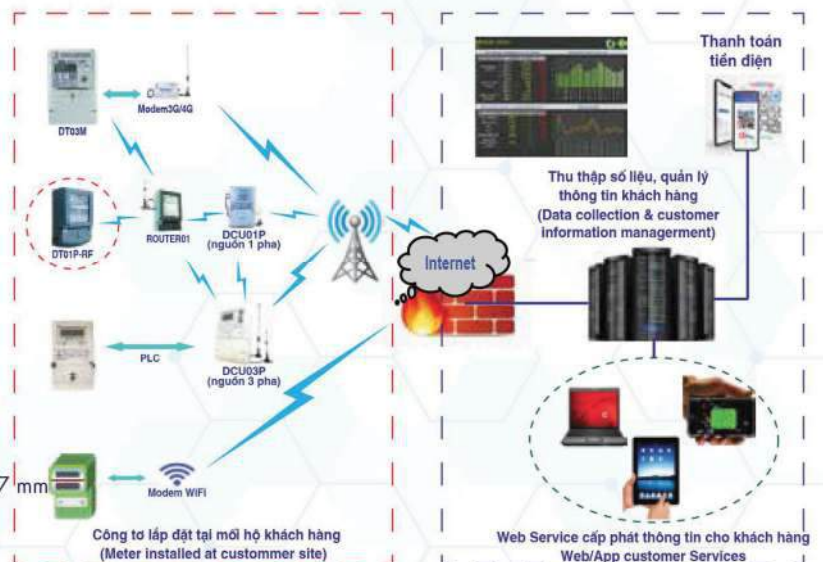 DT03M
Modem3G/4G
DT01P-RF
ROUTER01
DCU01P
(nguồn 1 pha)
PLC
DCU03P
(nguồn 3 pha)
7 mm
Modem WIFI
Công tơ lắp đặt tại mỗi hộ khách hàng
(Meter installed at custommer site)
Internet
Thanh toán
tiền điện
Thu thập số liệu, quản lý
thông tin khách hàng
(Data collection & customer
information management)
Web Service cấp phát thông tin cho khách hàng
Web/App customer Services